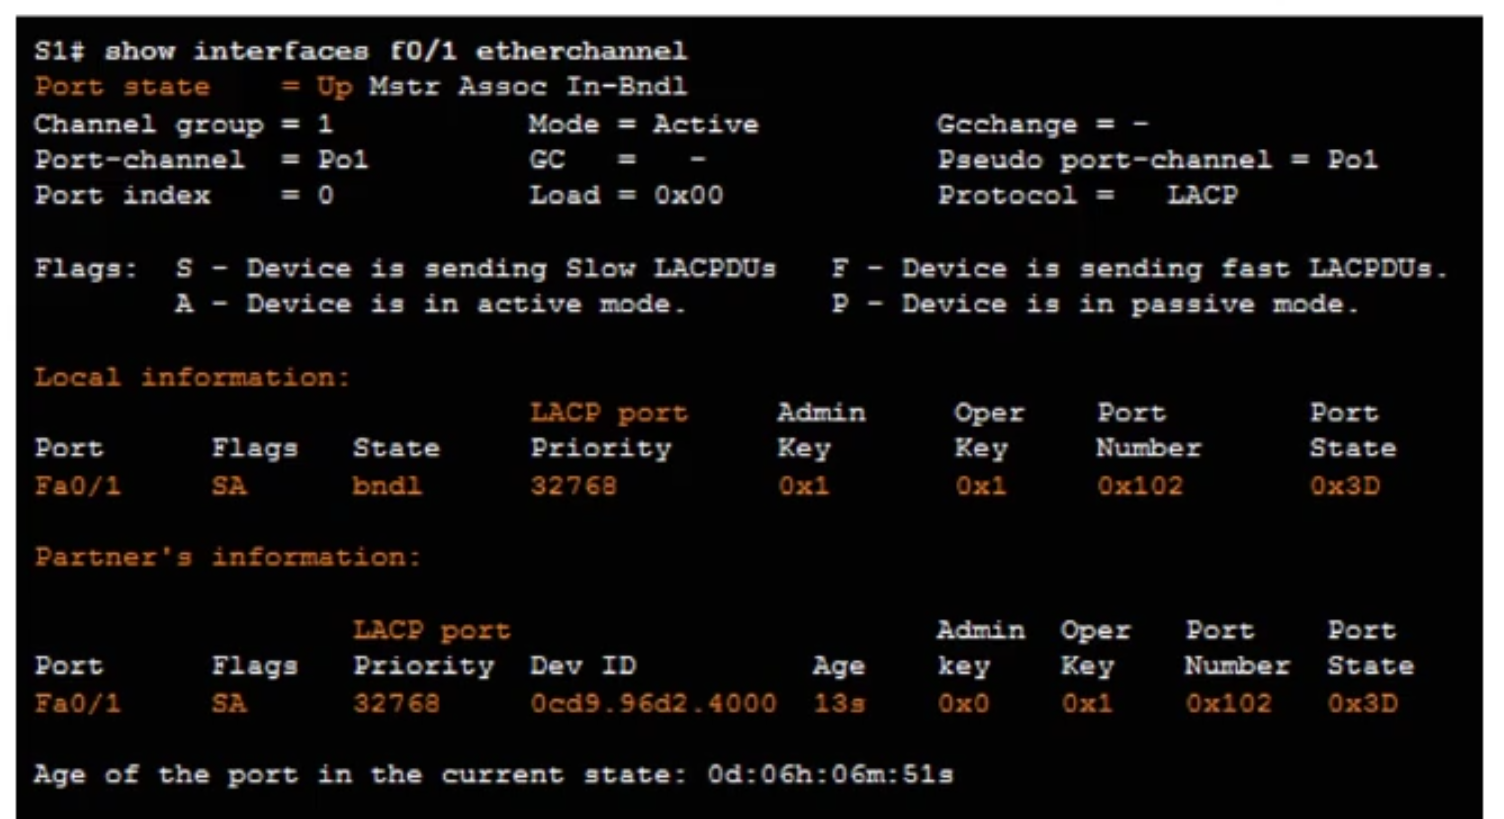 S1# show interfaces f0/1 etherchannel
Port state    = Up Mstr Assoc In-Bndl
Channel group = 1           Mode = Active          Gcchange = -
Port-channel  = Po1         GC   =   -             Pseudo port-channel = Po1
Port index    = 0           Load = 0x00            Protocol =   LACP
Flags:  S - Device is sending Slow LACPDUs   F - Device is sending fast LACPDUs.
        A - Device is in active mode.        P - Device is in passive mode.
Local information:
                            LACP port     Admin     Oper    Port        Port
Port      Flags   State     Priority      Key       Key     Number      State
Fa0/1     SA      bndl      32768         0x1       0x1     0x102       0x3D
Partner's information:
                  LACP port                        Admin  Oper   Port    Port
Port      Flags   Priority  Dev ID          Age    key    Key    Number  State
Fa0/1     SA      32768     0cd9.96d2.4000  13s    0x0    0x1    0x102   0x3D
Age of the port in the current state: 0d:06h:06m:51s